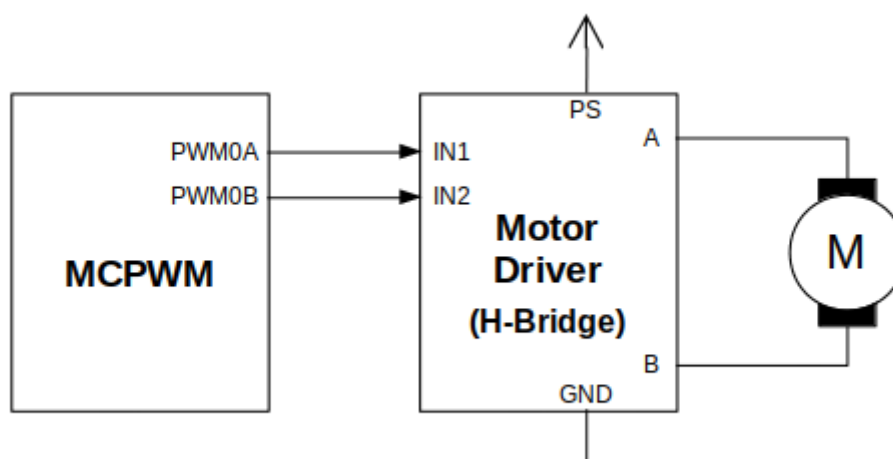 PS
A
PWM0A
IN1
PWM0B
IN2
Motor
Driver
(H-Bridge)
MCPWM
M
B
GND